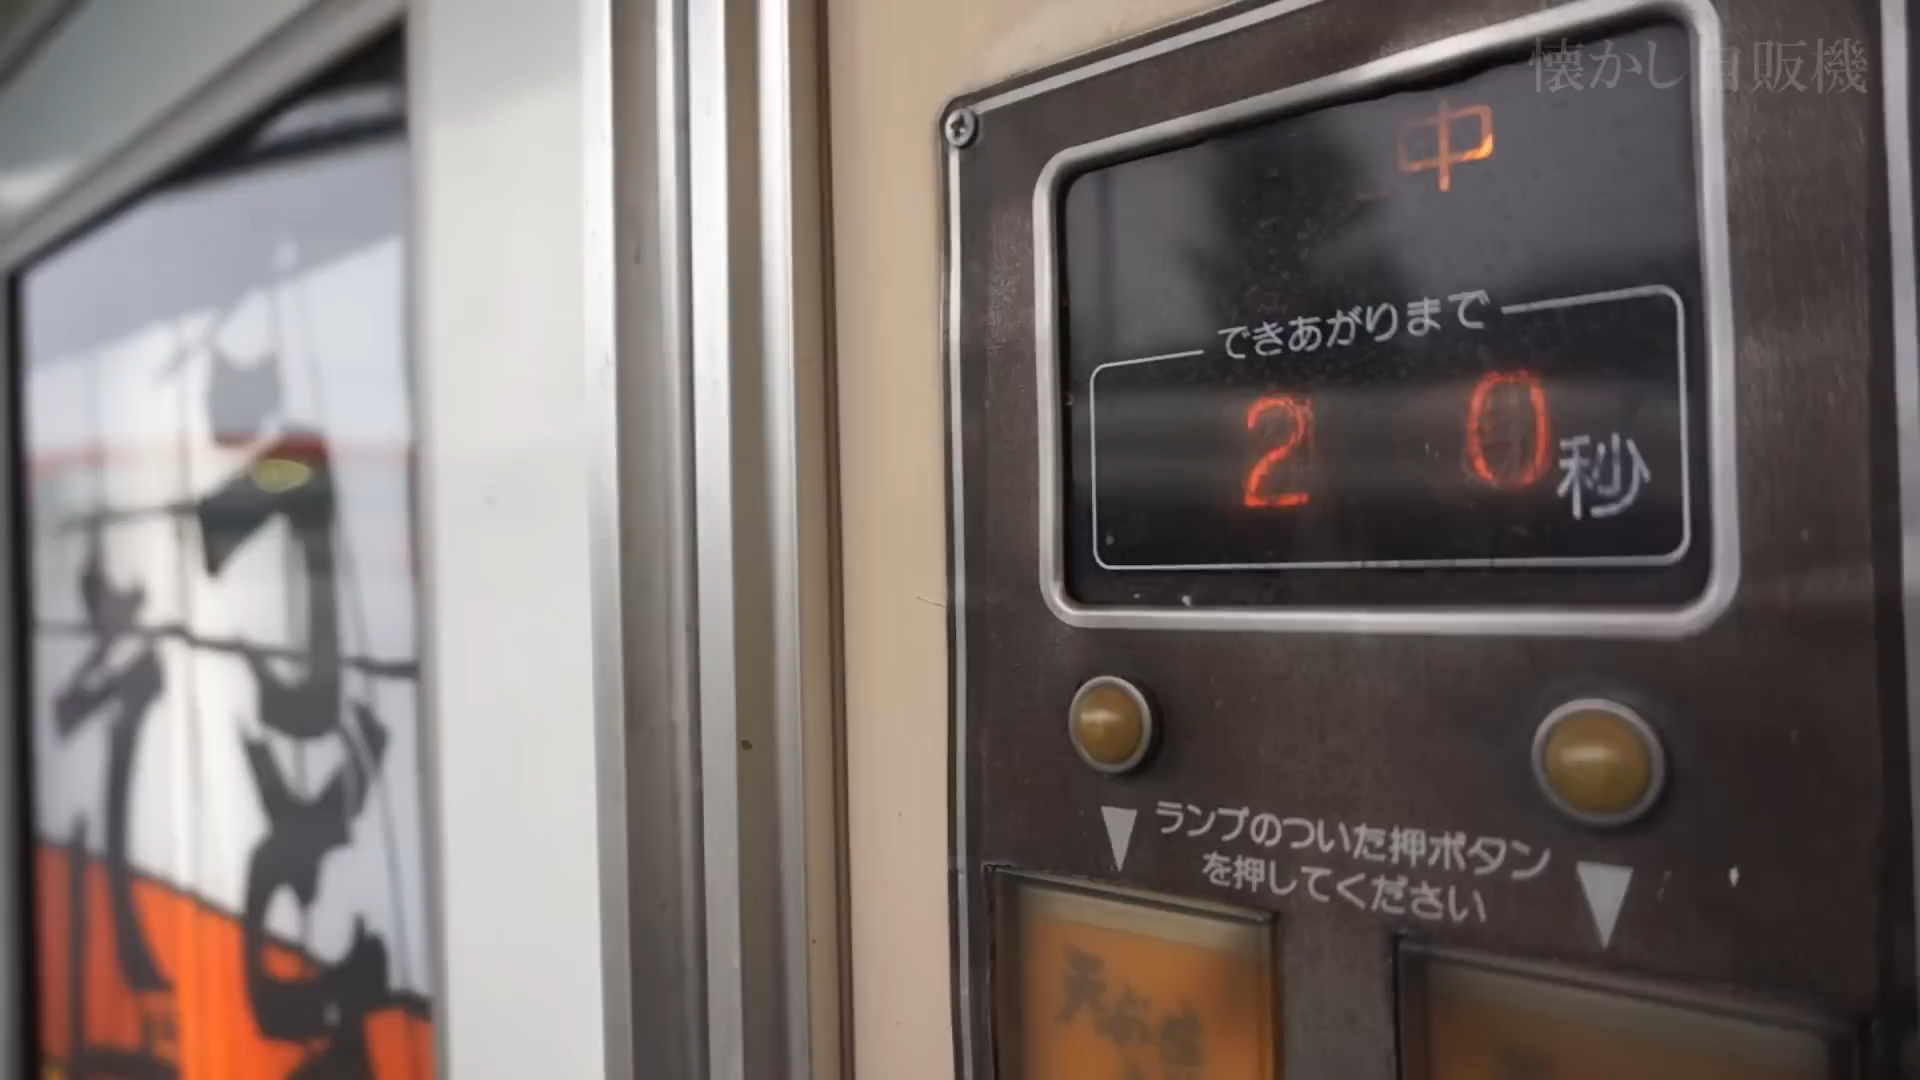 懐かし自販機
中
できあがりまで
20秒
ランプのついた押ボタン
を押してください